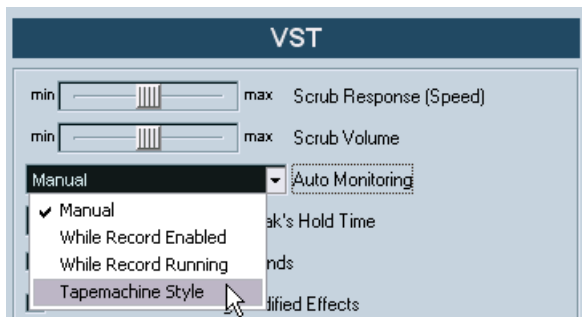 VST
min max Scrub Response (Speed)
min max Scrub Volume
Manual Auto Monitoring
✓ Manual
While Record Enabled
While Record Running
Tapemachine Style
ak's Hold Time
nds
dified Effects